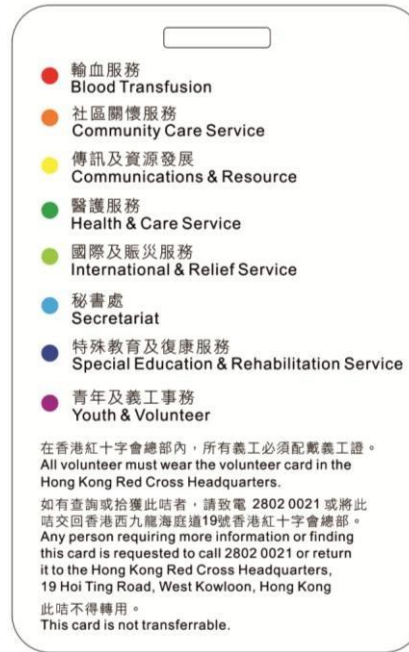 輸血服務
Blood Transfusion
社區關懷服務
Community Care Service
傳訊及資源發展
Communications & Resource
醫護服務
Health & Care Service
國際及賑災服務
International & Relief Service
秘書處
Secretariat
特殊教育及復康服務
Special Education & Rehabilitation Service
青年及義工事務
Youth & Volunteer
在香港紅十字會總部內，所有義工必須配戴義工證。
All volunteer must wear the volunteer card in the
Hong Kong Red Cross Headquarters.
如有查詢或拾獲此咭者，請致電 2802 0021 或將此
咭交回香港西九龍海庭道19號香港紅十字會總部。
Any person requiring more information or finding
this card is requested to call 2802 0021 or return
it to the Hong Kong Red Cross Headquarters,
19 Hoi Ting Road, West Kowloon, Hong Kong
此咭不得轉用。
This card is not transferrable.